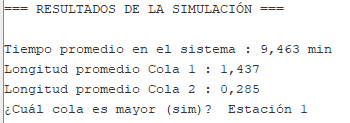 === RESULTADOS DE LA SIMULACIÓN ===
Tiempo promedio en el sistema : 9,463 min
Longitud promedio Cola 1 : 1,437
Longitud promedio Cola 2 : 0,285
¿Cuál cola es mayor (sim)?  Estación 1